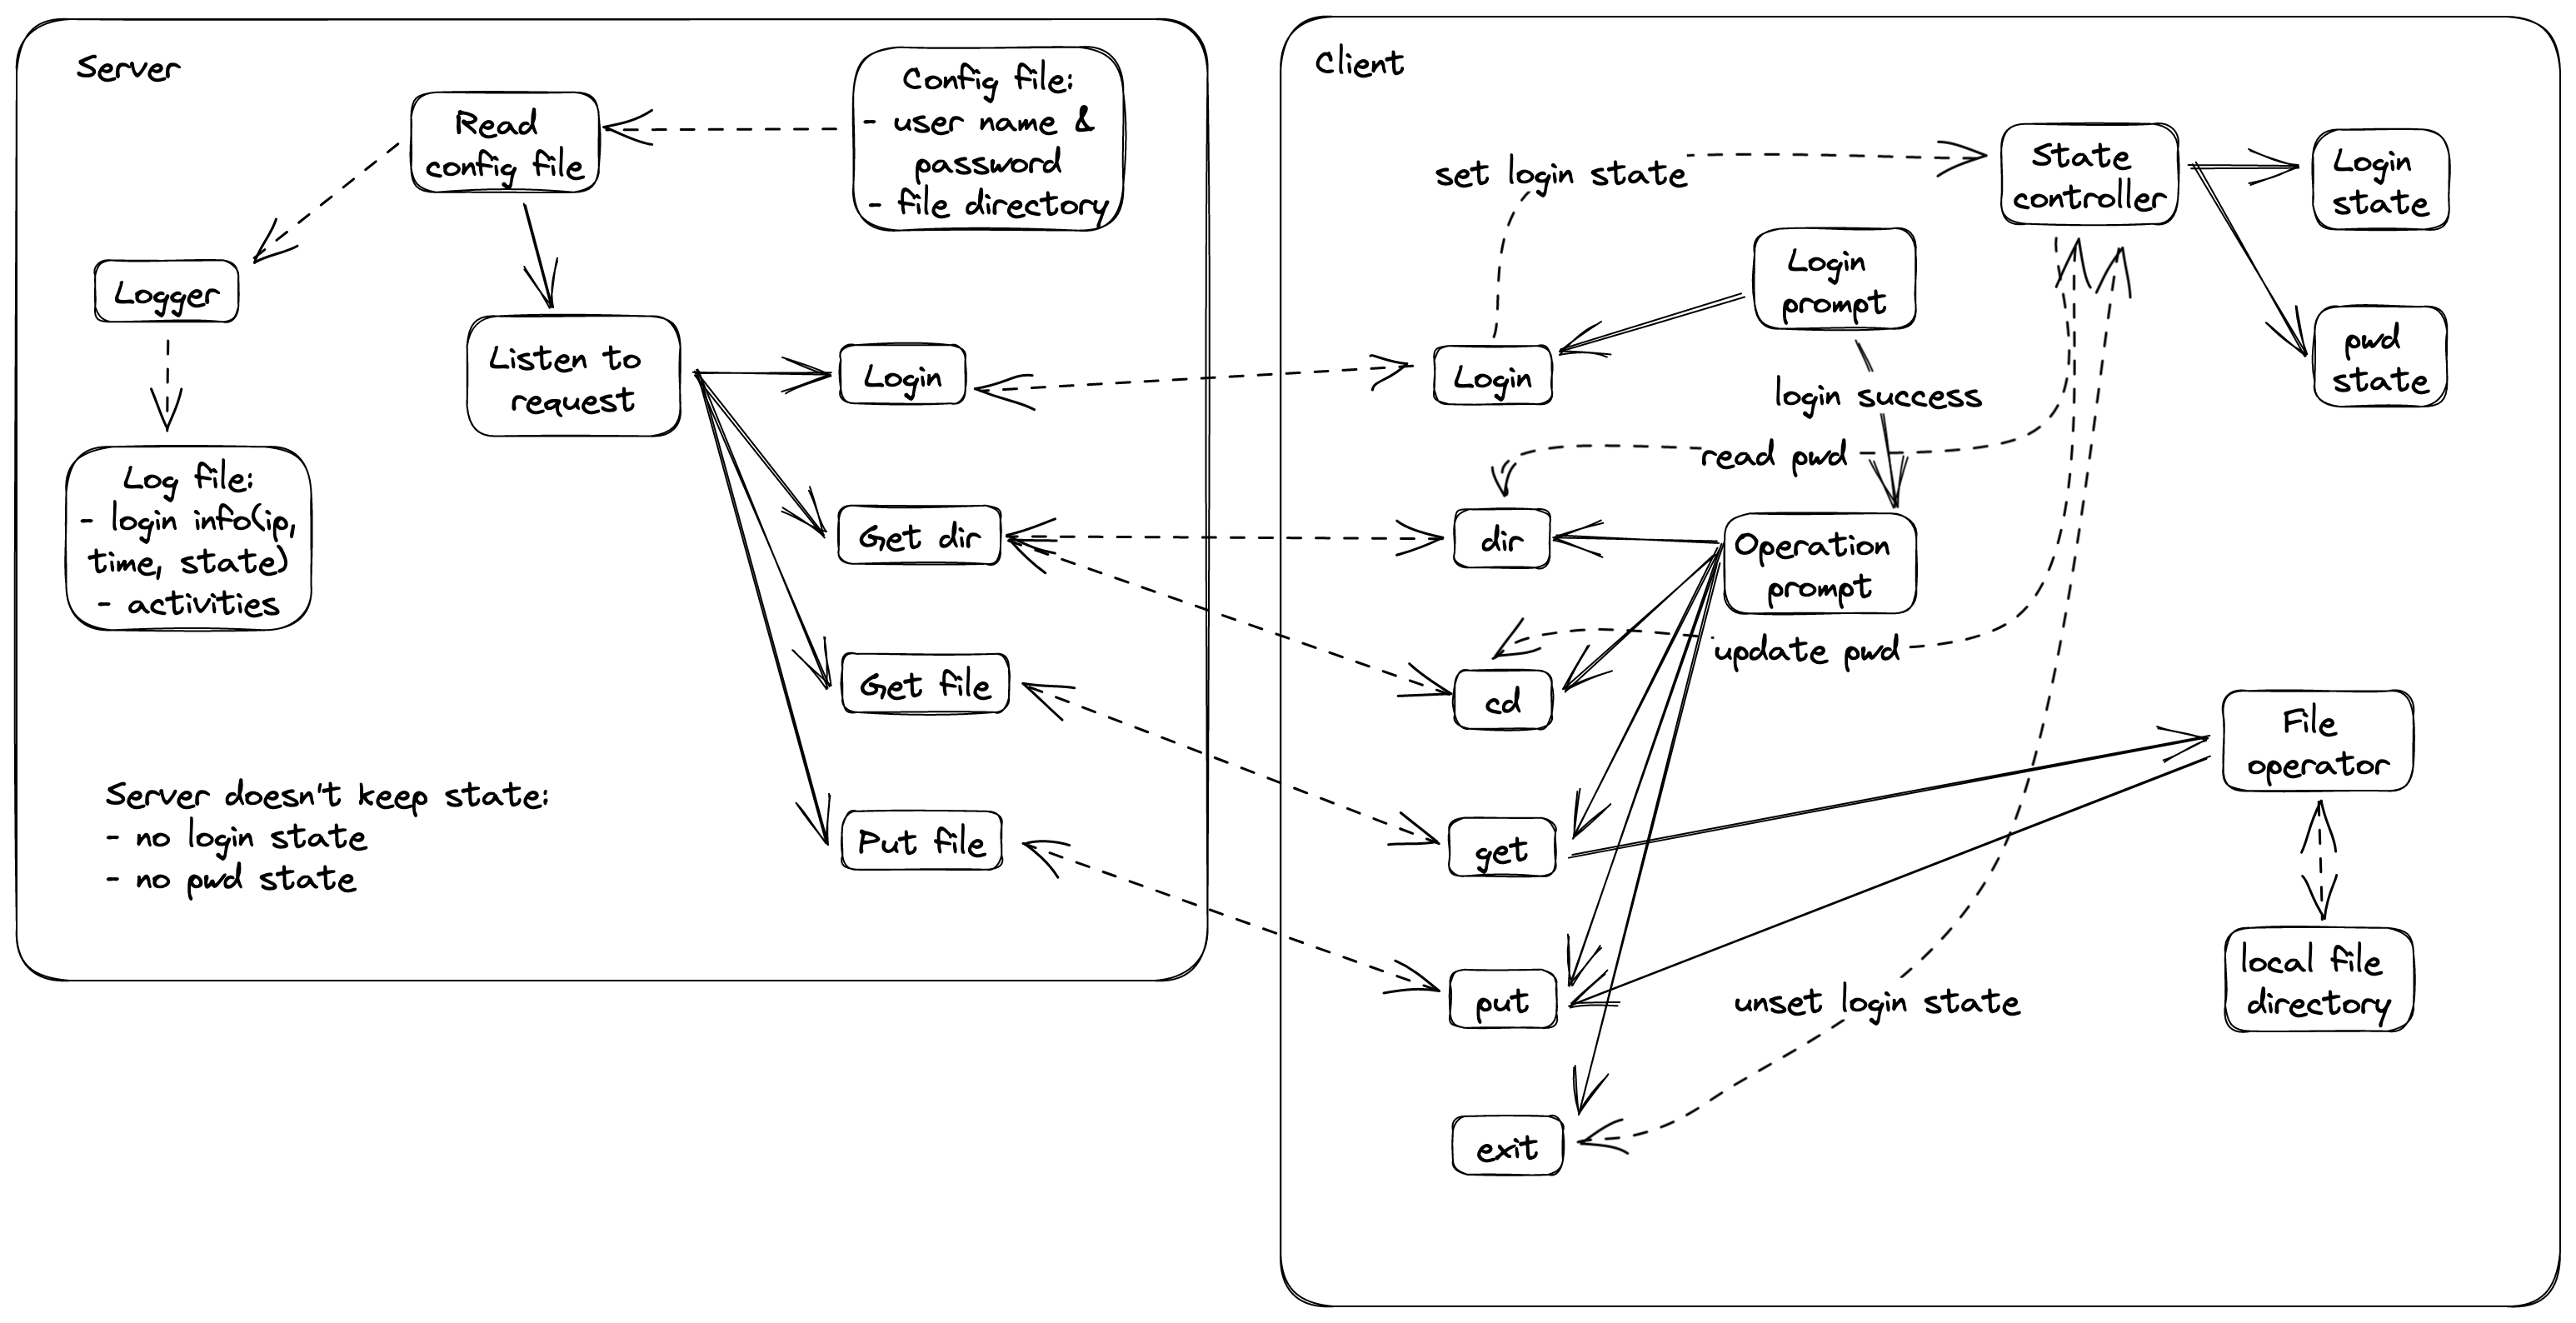 Server
Read
config file
Config file:
- user name &
password
- file directory
Logger
Listen to
request
Log file:
- login info(ip,
time, state)
- activities
Login
Get dir
Get file
Put file
Server doesn't keep state:
- no login state
- no pwd state
Client
set login state
State
controller
Login
state
pwd
state
Login
prompt
Login
login success
read pwd
dir
Operation
prompt
update pwd
cd
File
operator
get
local file
directory
put
unset login state
exit